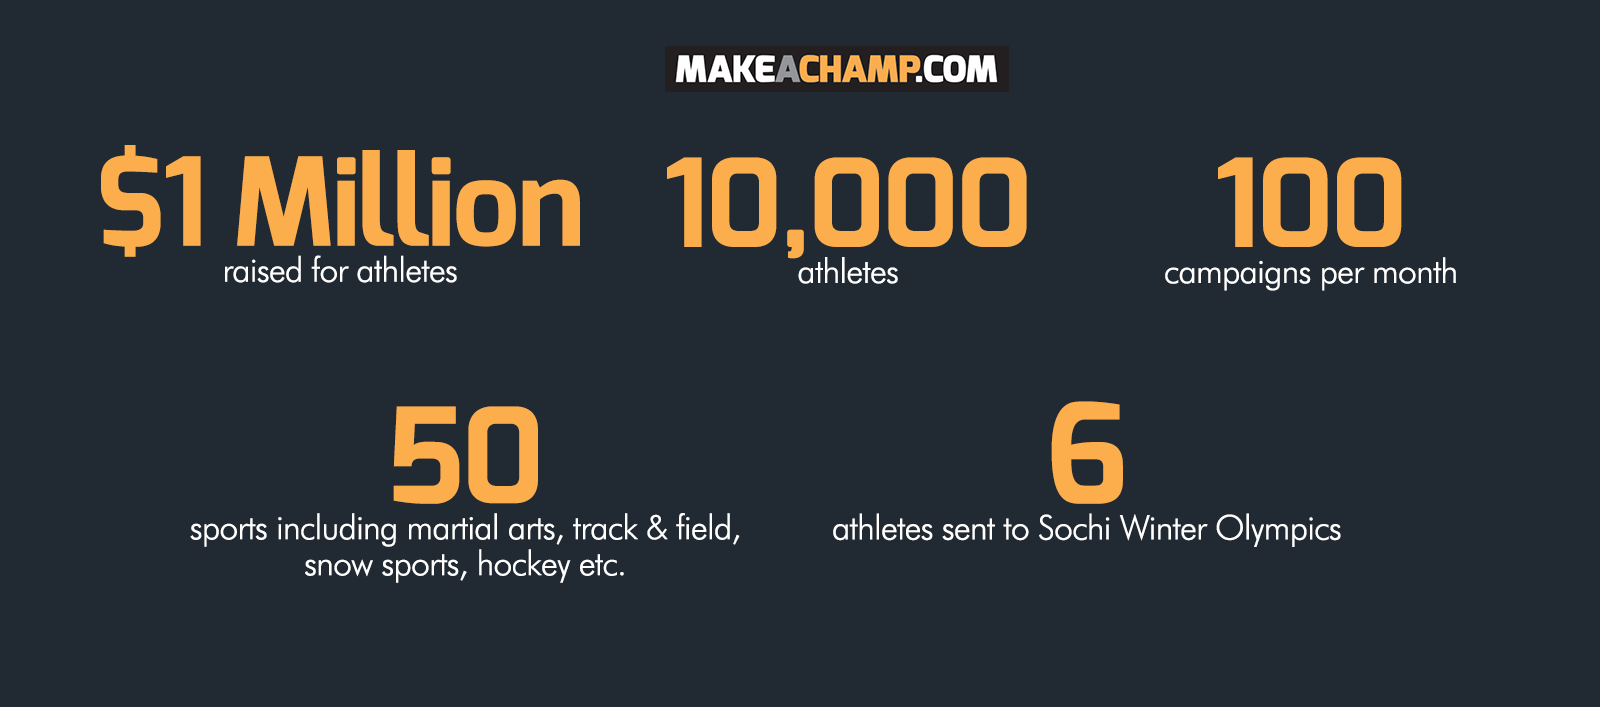 MAKEACHAMP.COM
$1 Million
raised for athletes
10,000
athletes
100
campaigns per month
50
sports including martial arts, track & field,
snow sports, hockey etc.
6
athletes sent to Sochi Winter Olympics